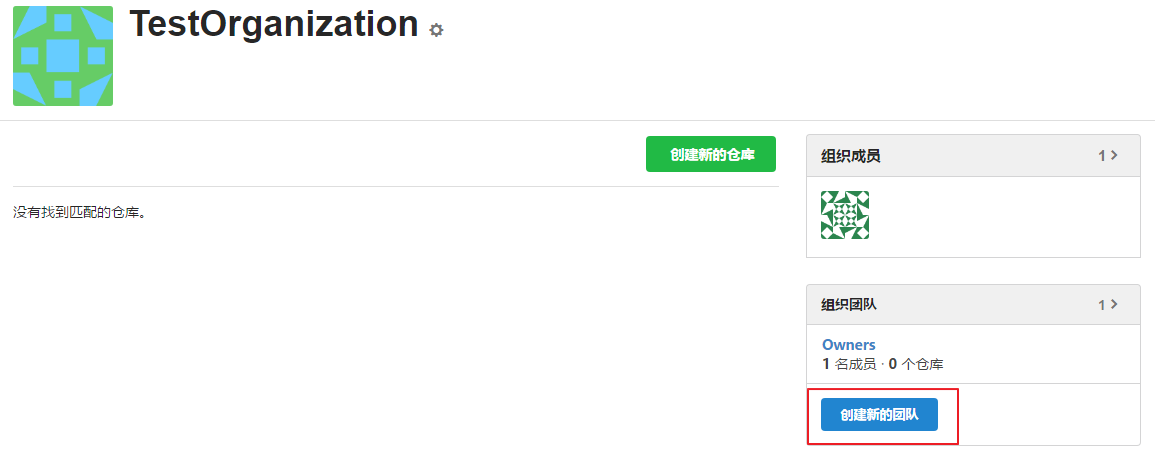 TestOrganization
创建新的仓库
没有找到匹配的仓库。
组织成员 1
组织团队 1
Owners
1 名成员 · 0 个仓库
创建新的团队